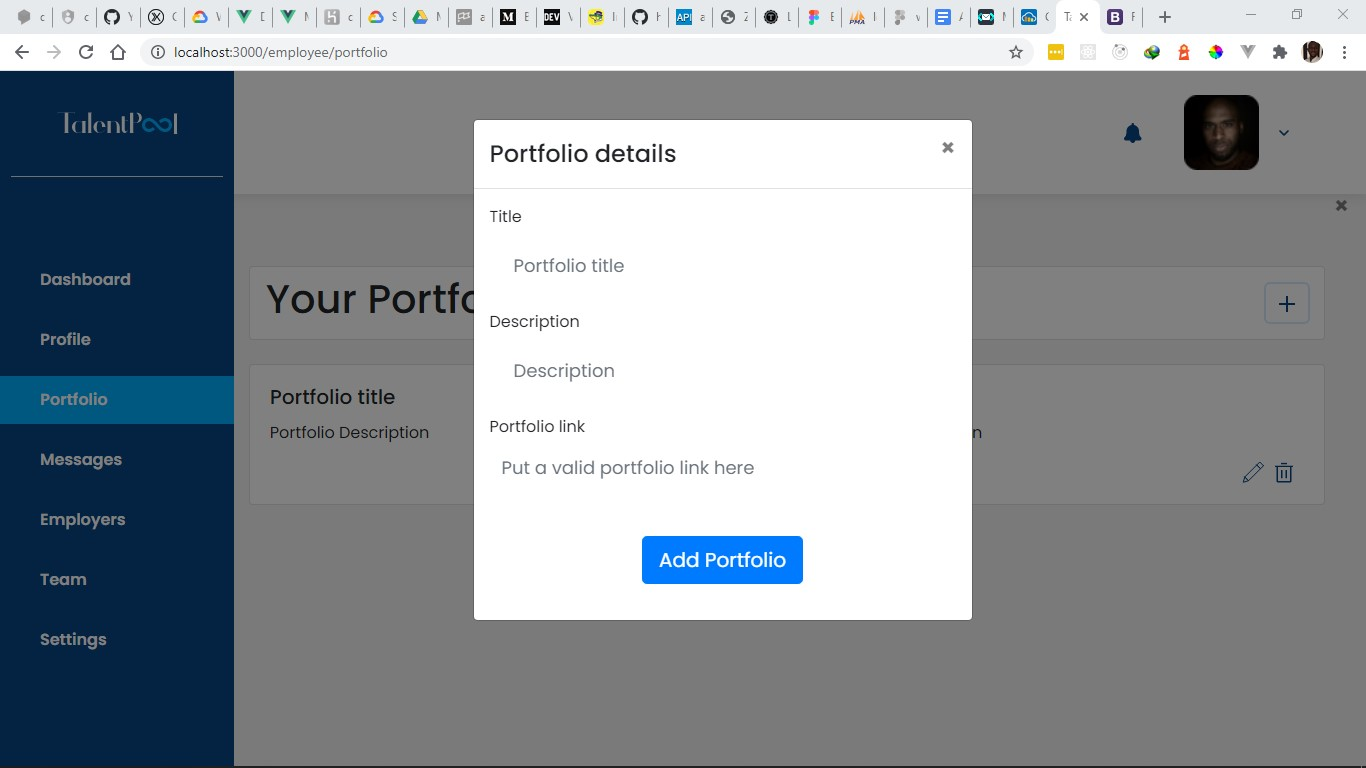 localhost:3000/employee/portfolio
TalentPool
Portfolio details
Title
Portfolio title
Your Portfo
Description
Description
Portfolio title
Portfolio Description
n
Portfolio link
Put a valid portfolio link here
Add Portfolio
Dashboard
Profile
Portfolio
Messages
Employers
Team
Settings